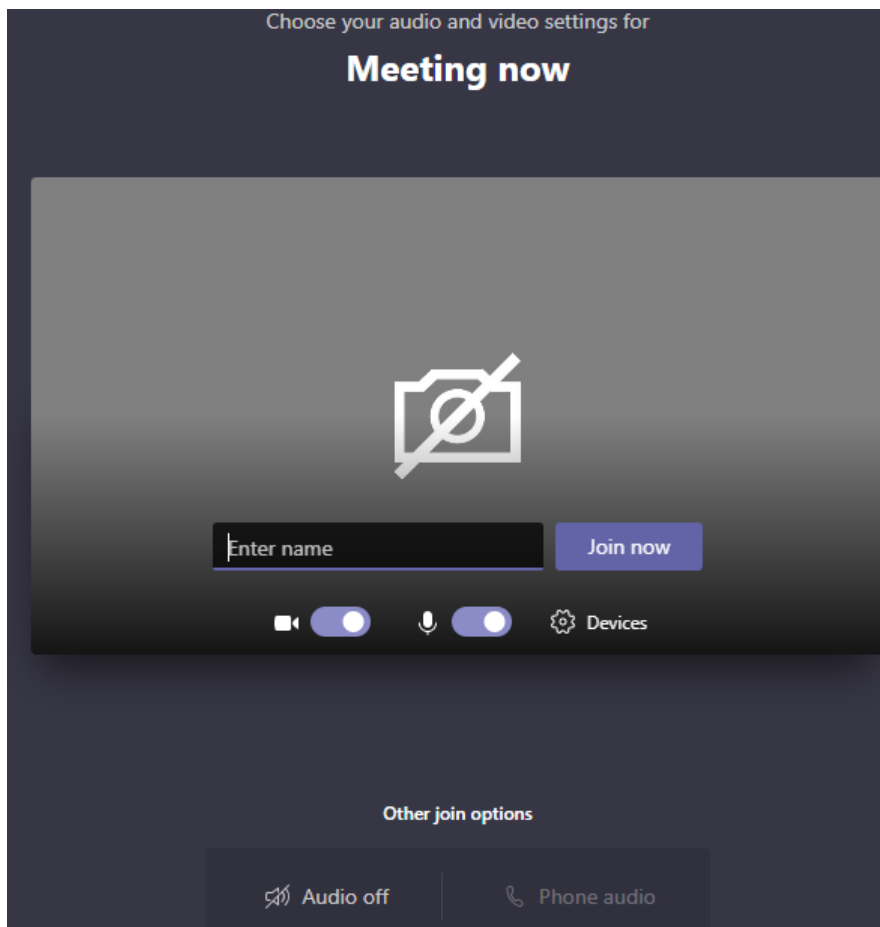 Choose your audio and video settings for
Meeting now
Enter name
Join now
Devices
Other join options
Audio off
Phone audio